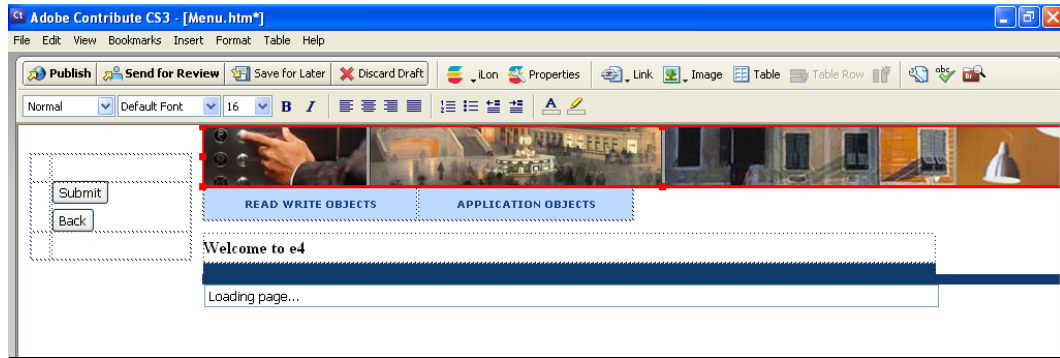 Ct Adobe Contribute CS3 - [Menu.htm*]
File Edit View Bookmarks Insert Format Table Help
Publish Send for Review Save for Later Discard Draft iLon Properties Link Image Table Table Row abc
Normal Default Font 16 B I A
Submit
Back
READ WRITE OBJECTS APPLICATION OBJECTS
Welcome to e4
Loading page...